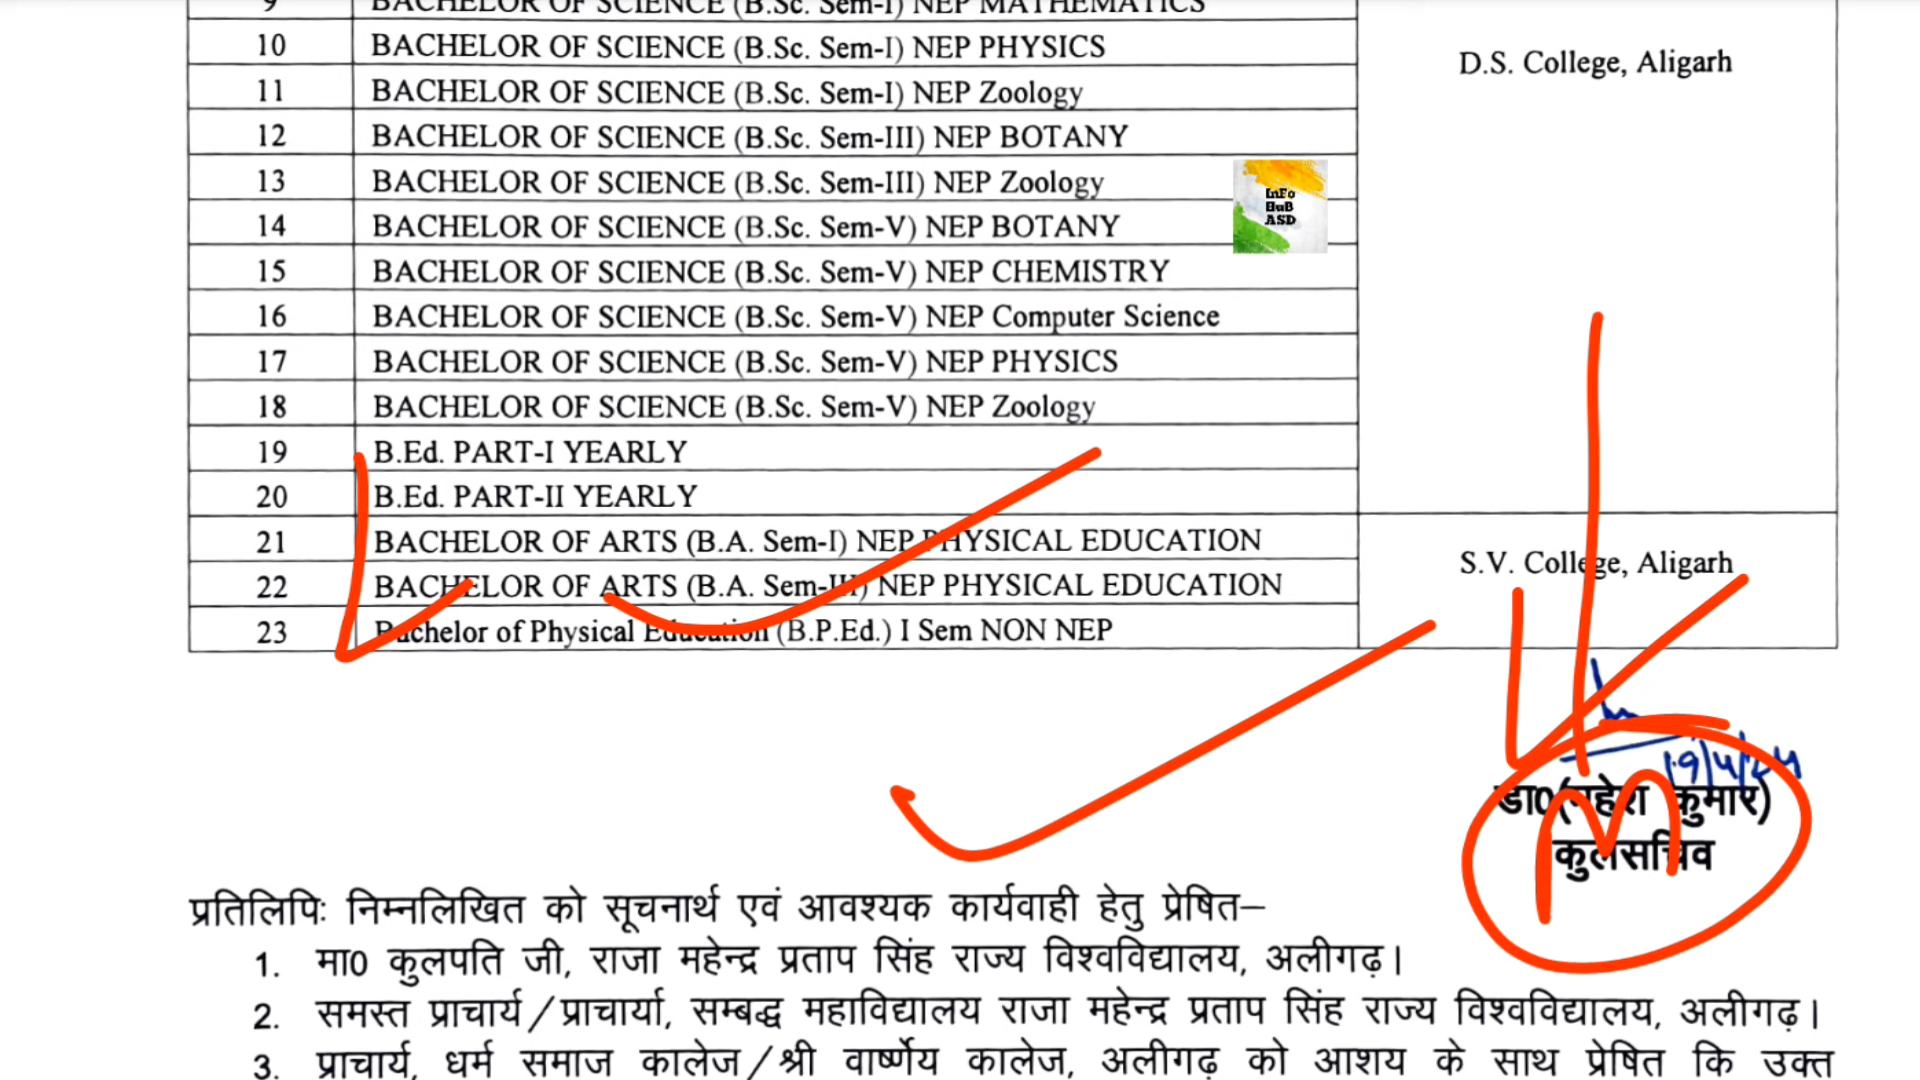 9 BACHELOR OF SCIENCE (B.Sc. Sem-I) NEP MATHEMATICS
10 BACHELOR OF SCIENCE (B.Sc. Sem-I) NEP PHYSICS
D.S. College, Aligarh
11 BACHELOR OF SCIENCE (B.Sc. Sem-I) NEP Zoology
12 BACHELOR OF SCIENCE (B.Sc. Sem-III) NEP BOTANY
13 BACHELOR OF SCIENCE (B.Sc. Sem-III) NEP Zoology
InFo
HuB
ASD
14 BACHELOR OF SCIENCE (B.Sc. Sem-V) NEP BOTANY
15 BACHELOR OF SCIENCE (B.Sc. Sem-V) NEP CHEMISTRY
16 BACHELOR OF SCIENCE (B.Sc. Sem-V) NEP Computer Science
17 BACHELOR OF SCIENCE (B.Sc. Sem-V) NEP PHYSICS
18 BACHELOR OF SCIENCE (B.Sc. Sem-V) NEP Zoology
19 B.Ed. PART-I YEARLY
20 B.Ed. PART-II YEARLY
21 BACHELOR OF ARTS (B.A. Sem-I) NEP PHYSICAL EDUCATION
S.V. College, Aligarh
22 BACHELOR OF ARTS (B.A. Sem-III) NEP PHYSICAL EDUCATION
23 Bachelor of Physical Education (B.P.Ed.) I Sem NON NEP
19/4/24
डा0(महेश कुमार)
कुलसचिव
प्रतिलिपिः निम्नलिखित को सूचनार्थ एवं आवश्यक कार्यवाही हेतु प्रेषित–
1. मा0 कुलपति जी, राजा महेन्द्र प्रताप सिंह राज्य विश्वविद्यालय, अलीगढ़।
2. समस्त प्राचार्य/प्राचार्या, सम्बद्ध महाविद्यालय राजा महेन्द्र प्रताप सिंह राज्य विश्वविद्यालय, अलीगढ़।
3. प्राचार्य, धर्म समाज कालेज/श्री वार्ष्णेय कालेज, अलीगढ़ को आशय के साथ प्रेषित कि उक्त